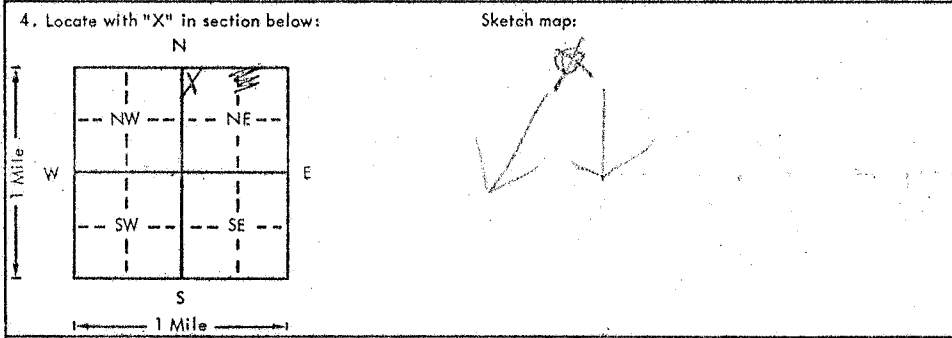 4. Locate with "X" in section below:
Sketch map:
N
X
NW
NE
W
E
1 Mile
SW
SE
S
1 Mile